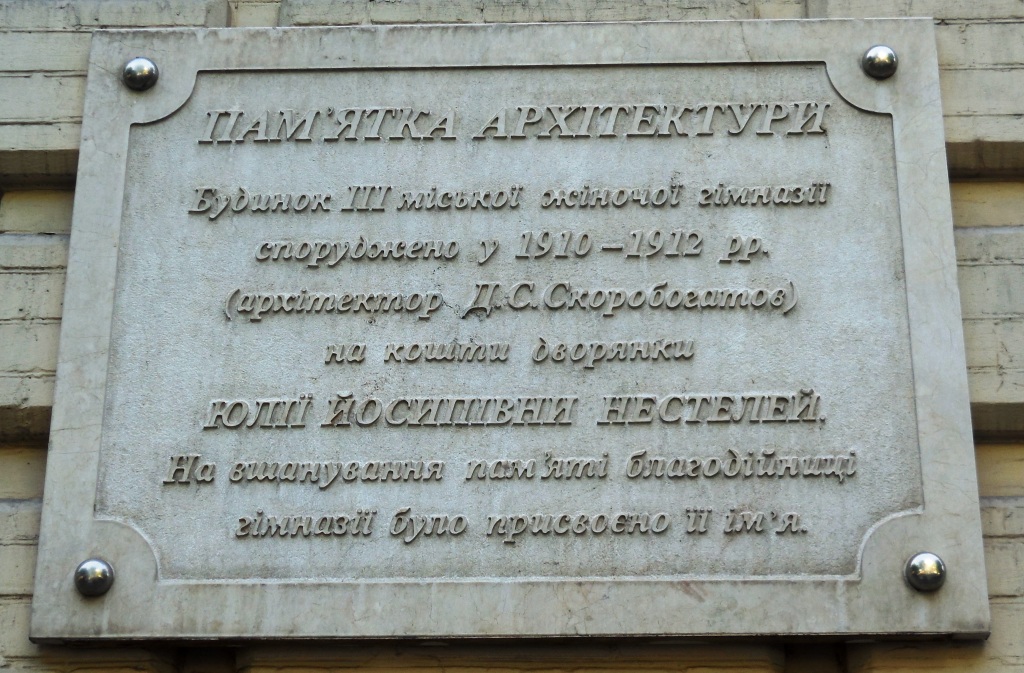 ПАМ'ЯТКА АРХІТЕКТУРИ
Будинок III міської жіночої гімназії
споруджено у 1910–1912 рр.
(архітектор Д.С.Скоробогатов)
на кошти дворянки
ЮЛІЇ ЙОСИПІВНИ НЕСТЕЛЕЙ.
На вшанування пам'яті благодійниці
гімназії було присвоєно її ім'я.